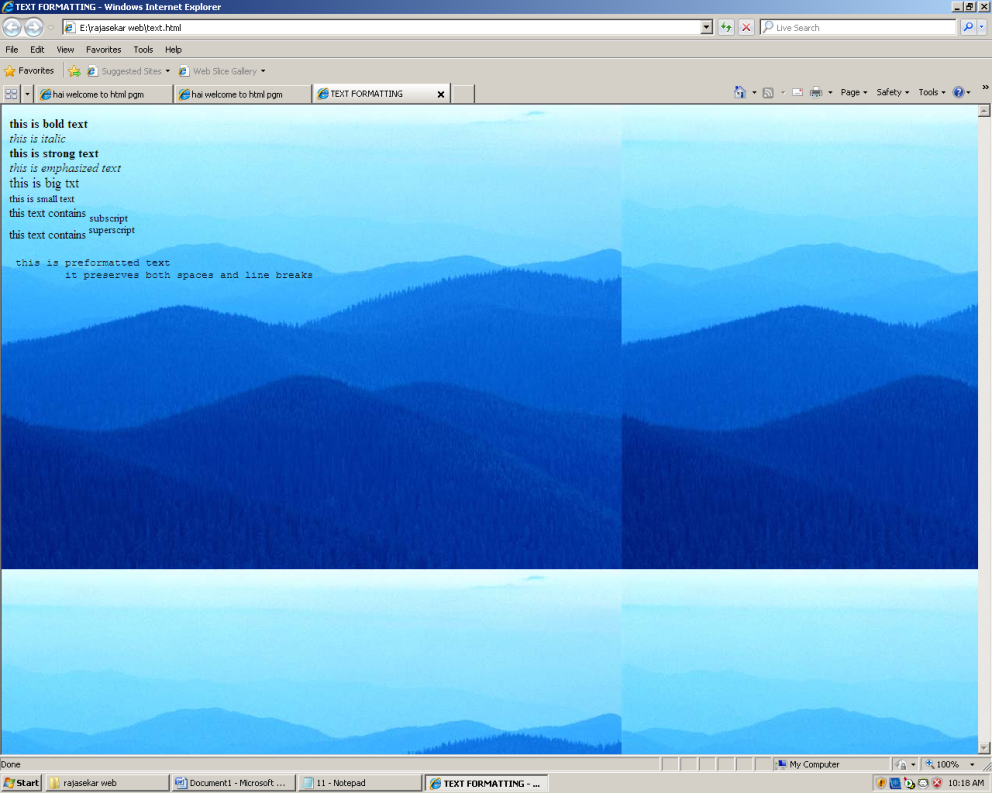 TEXT FORMATTING - Windows Internet Explorer
E:\rajasekar web\text.html
Live Search
File Edit View Favorites Tools Help
Favorites Suggested Sites Web Slice Gallery
hai welcome to html pgm hai welcome to html pgm TEXT FORMATTING Page Safety Tools
this is bold text
this is italic
this is strong text
this is emphasized text
this is big txt
this is small text
this text contains subscript
this text contains superscript
this is preformatted text
it preserves both spaces and line breaks
Done My Computer 100%
Start rajasekar web Document1 - Microsoft ... 11 - Notepad TEXT FORMATTING - ... 10:18 AM